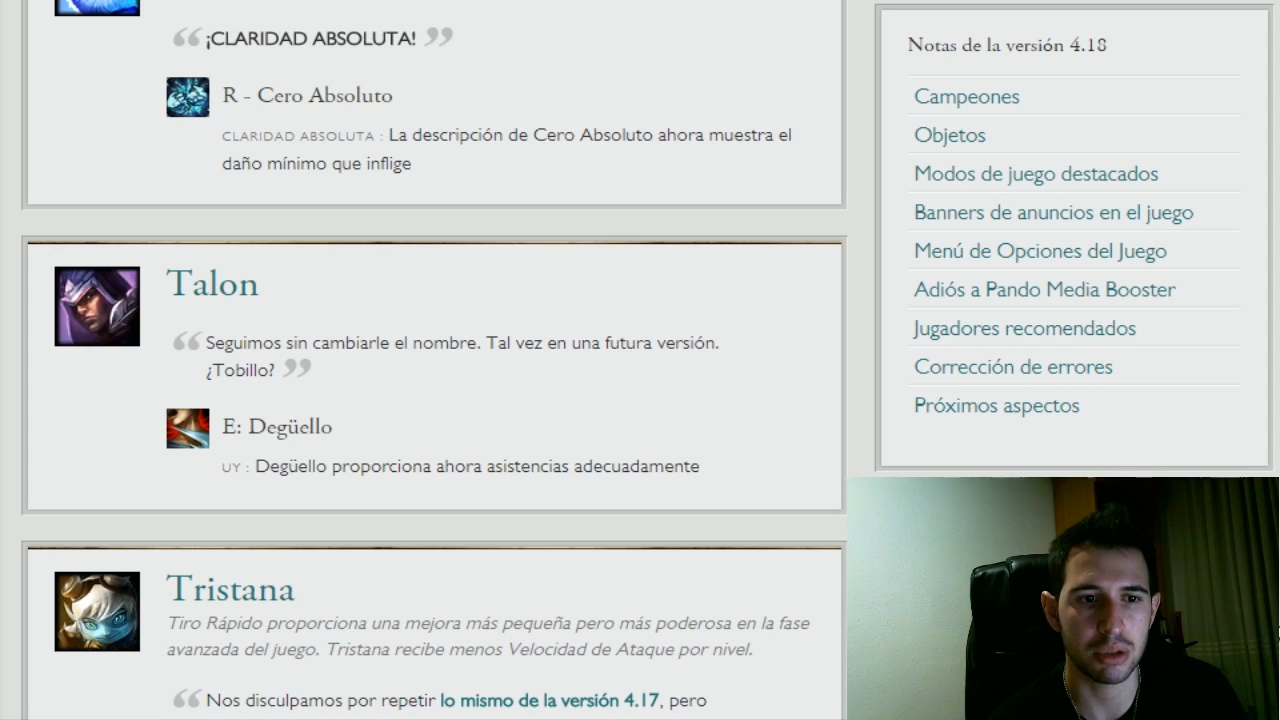 ¡CLARIDAD ABSOLUTA!
R - Cero Absoluto
CLARIDAD ABSOLUTA : La descripción de Cero Absoluto ahora muestra el
daño mínimo que inflige
Talon
“ Seguimos sin cambiarle el nombre. Tal vez en una futura versión.
¿Tobillo? ”
E: Degüello
UY : Degüello proporciona ahora asistencias adecuadamente
Tristana
Tiro Rápido proporciona una mejora más pequeña pero más poderosa en la fase
avanzada del juego. Tristana recibe menos Velocidad de Ataque por nivel.
“ Nos disculpamos por repetir lo mismo de la versión 4.17, pero
Notas de la versión 4.18
Campeones
Objetos
Modos de juego destacados
Banners de anuncios en el juego
Menú de Opciones del Juego
Adiós a Pando Media Booster
Jugadores recomendados
Corrección de errores
Próximos aspectos